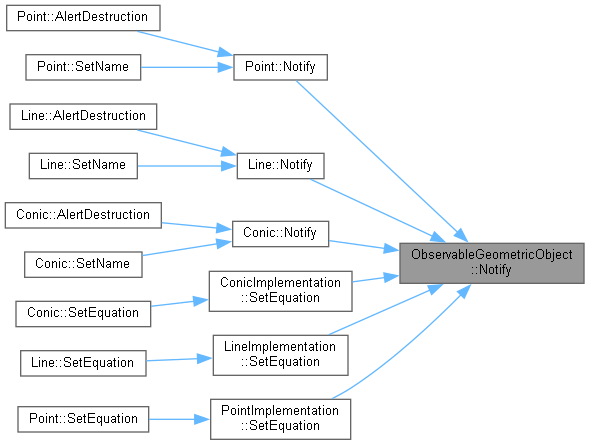 Point::AlertDestruction
Point::SetName
Point::Notify
Line::AlertDestruction
Line::SetName
Line::Notify
Conic::AlertDestruction
Conic::SetName
Conic::Notify
ObservableGeometricObject
::Notify
ConicImplementation
::SetEquation
Conic::SetEquation
LineImplementation
::SetEquation
Line::SetEquation
PointImplementation
::SetEquation
Point::SetEquation